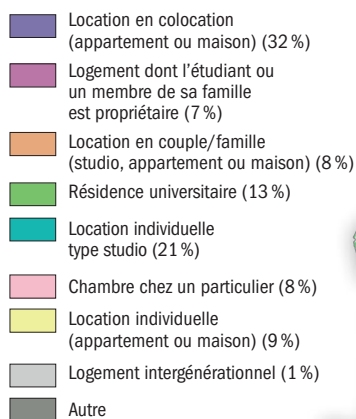 Location en colocation
(appartement ou maison) (32 %)
Logement dont l'étudiant ou
un membre de sa famille
est propriétaire (7 %)
Location en couple/famille
(studio, appartement ou maison) (8 %)
Résidence universitaire (13 %)
Location individuelle
type studio (21 %)
Chambre chez un particulier (8 %)
Location individuelle
(appartement ou maison) (9 %)
Logement intergénérationnel (1 %)
Autre